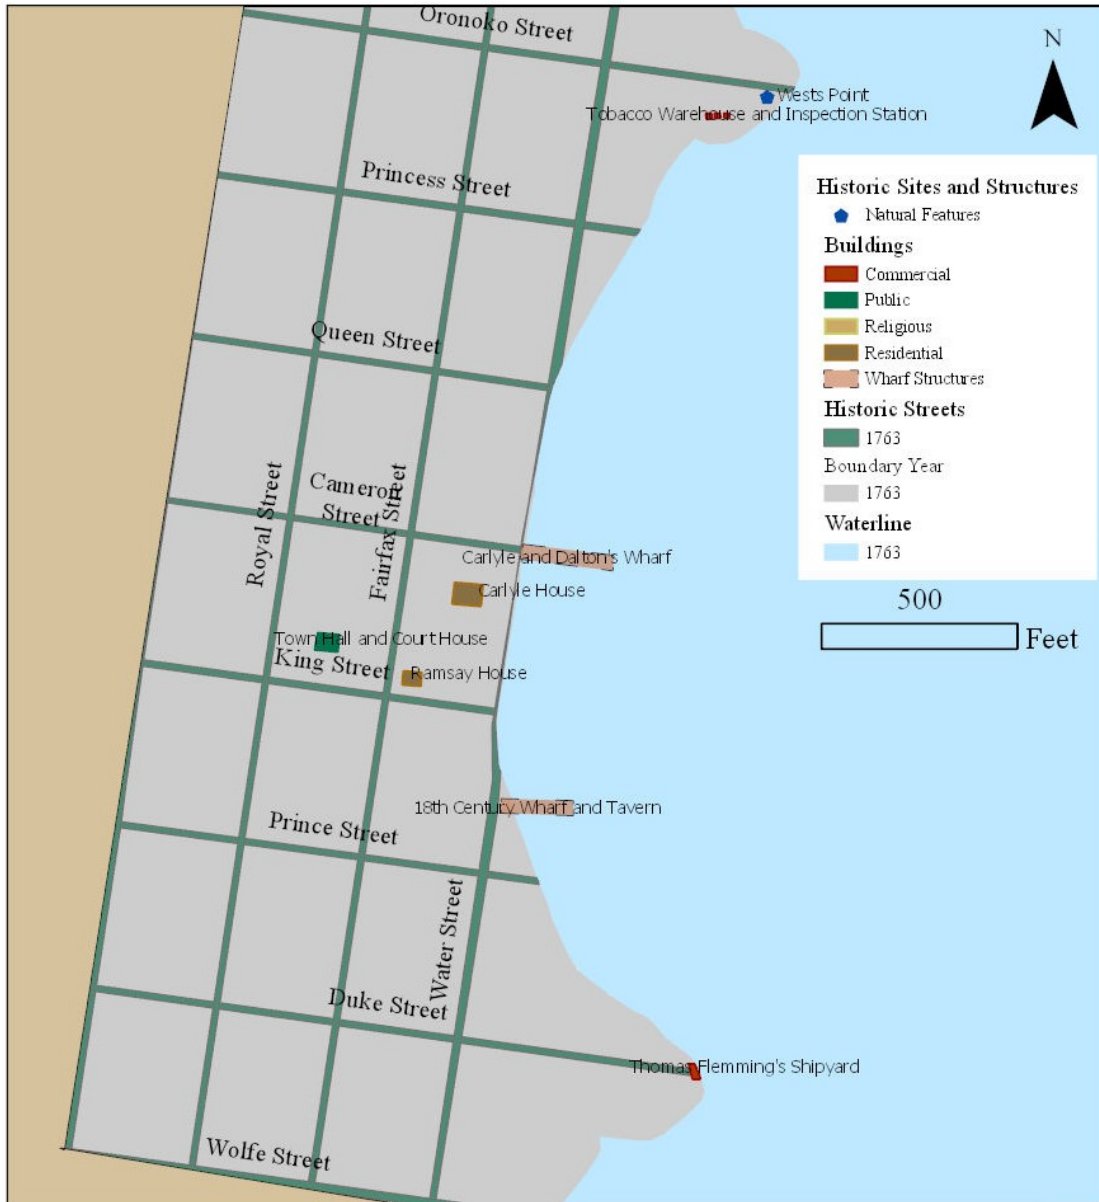 Oronoko Street
N
Wests Point
Tobacco Warehouse and Inspection Station
Princess Street
Historic Sites and Structures
Natural Features
Buildings
Commercial
Public
Religious
Residential
Wharf Structures
Historic Streets
1763
Boundary Year
1763
Waterline
1763
500
Feet
Queen Street
Cameron
Street
Royal Street
Fairfax Street
Carlyle and Dalton's Wharf
Carlyle House
Town Hall and Court House
King Street
Ramsay House
18th Century Wharf and Tavern
Prince Street
Water Street
Duke Street
Thomas Flemming's Shipyard
Wolfe Street